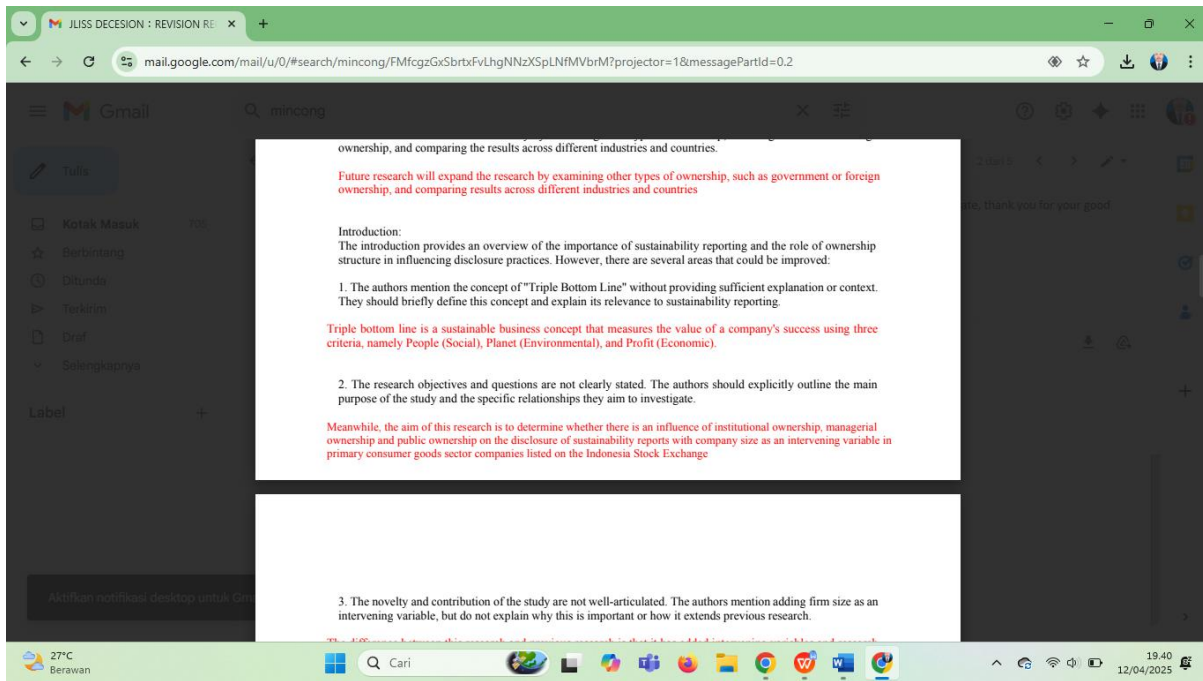 JLISS DECESION : REVISION RE
mail.google.com/mail/u/0/#search/mincong/FMfcgzGxSbrtxFvLhgNNzXSpLNfMVbrM?projector=1&messagePartId=0.2
Gmail
mincong
Tulis
Kotak Masuk
Berbintang
Ditunda
Terkirim
Draf
Selengkapnya
Label
thank you for your good
ownership, and comparing the results across different industries and countries.
Future research will expand the research by examining other types of ownership, such as government or foreign
ownership, and comparing results across different industries and countries
Introduction:
The introduction provides an overview of the importance of sustainability reporting and the role of ownership
structure in influencing disclosure practices. However, there are several areas that could be improved:
1. The authors mention the concept of "Triple Bottom Line" without providing sufficient explanation or context.
They should briefly define this concept and explain its relevance to sustainability reporting.
Triple bottom line is a sustainable business concept that measures the value of a company's success using three
criteria, namely People (Social), Planet (Environmental), and Profit (Economic).
2. The research objectives and questions are not clearly stated. The authors should explicitly outline the main
purpose of the study and the specific relationships they aim to investigate.
Meanwhile, the aim of this research is to determine whether there is an influence of institutional ownership, managerial
ownership and public ownership on the disclosure of sustainability reports with company size as an intervening variable in
primary consumer goods sector companies listed on the Indonesia Stock Exchange
3. The novelty and contribution of the study are not well-articulated. The authors mention adding firm size as an
intervening variable, but do not explain why this is important or how it extends previous research.
Aktifkan notifikasi desktop untuk Gm
27°C
Berawan
Cari
19.40
12/04/2025